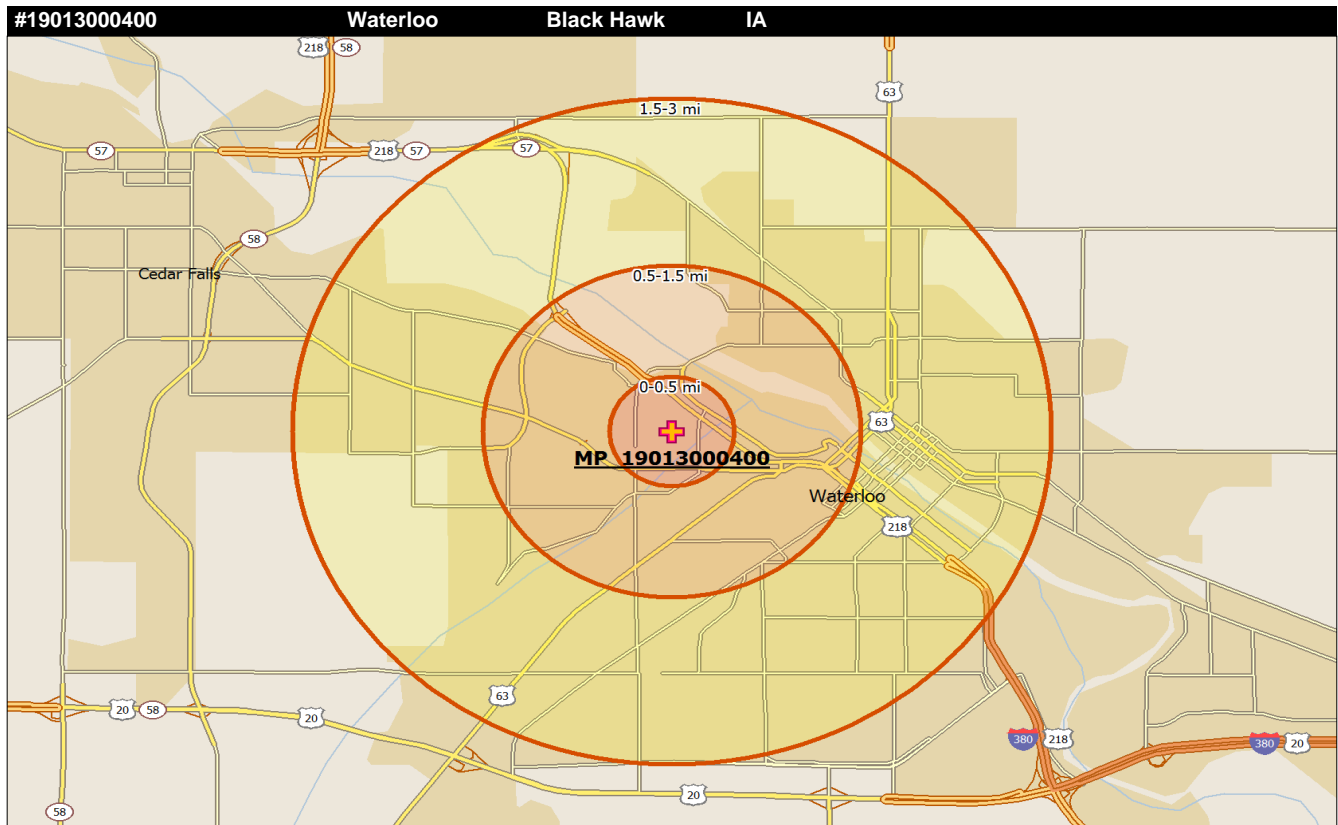 #19013000400 Waterloo Black Hawk IA
218 58
63
1.5-3 mi
57 218 57 57
58
Cedar Falls
0.5-1.5 mi
0-0.5 mi
63
MP 19013000400
Waterloo
218
63
20 58 20
380 218 380 20
20
58